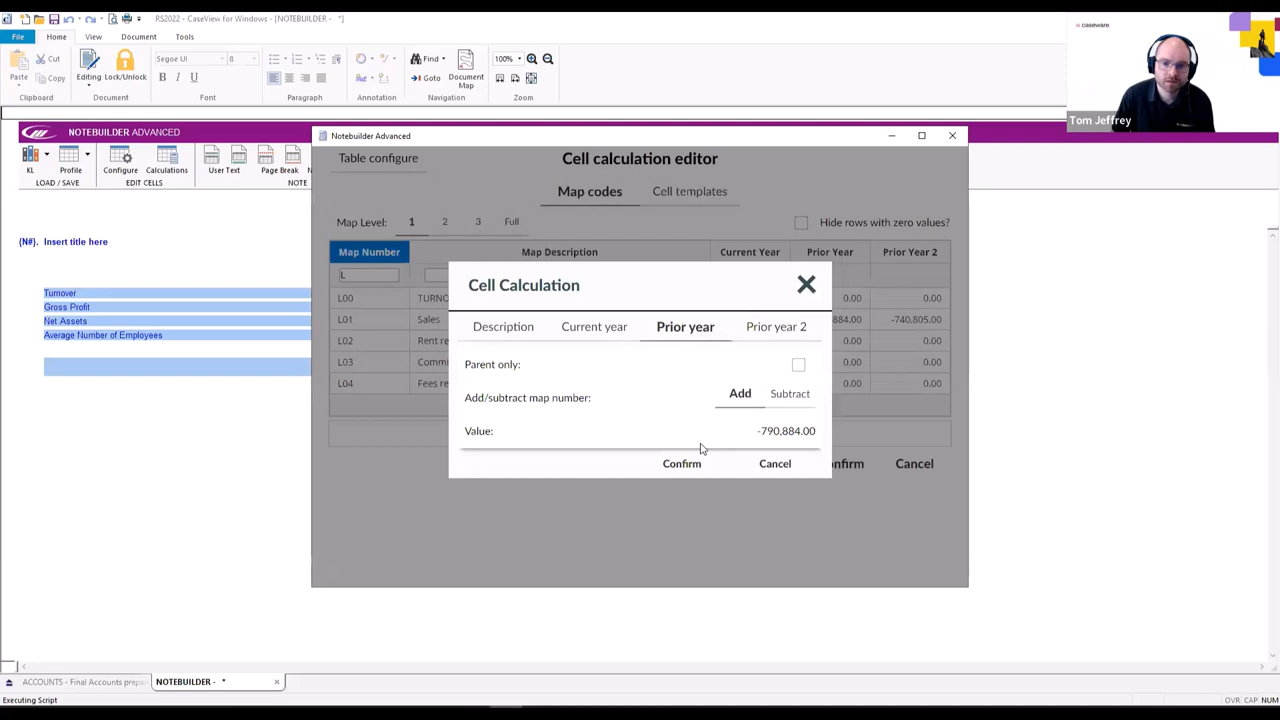 RS2022 - CaseView for Windows - [NOTEBUILDER - *]
File Home View Document Tools
Paste Cut Copy
Editing Lock/Unlock
Segoe UI 8
B I U
Find Goto Document Map
100%
Clipboard Document Font Paragraph Annotation Navigation Zoom
caseware
Tom Jeffrey
NOTEBUILDER ADVANCED
KL Profile Configure Calculations User Text Page Break
LOAD / SAVE EDIT CELLS NOTE
Notebuilder Advanced
Table configure
Cell calculation editor
Map codes Cell templates
Map Level: 1 2 3 Full
Hide rows with zero values?
Map Number Map Description Current Year Prior Year Prior Year 2
L
L00 TURNO 0.00 0.00
L01 Sales 884.00 -740,805.00
L02 Rent re 0.00 0.00
L03 Commi 0.00 0.00
L04 Fees re 0.00 0.00
onfirm Cancel
Cell Calculation
Description Current year Prior year Prior year 2
Parent only:
Add/subtract map number: Add Subtract
Value: -790,884.00
Confirm Cancel
{N#}. Insert title here
Turnover
Gross Profit
Net Assets
Average Number of Employees
ACCOUNTS - Final Accounts prepa
NOTEBUILDER - *
Executing Script
OVR CAP NUM